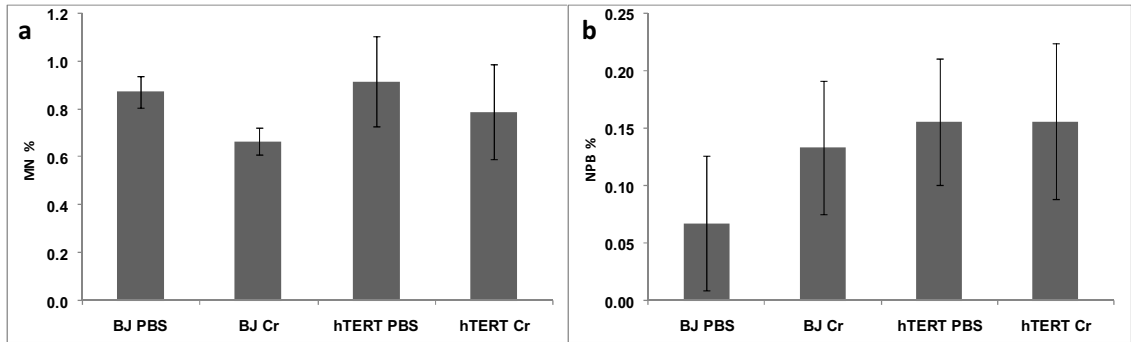 a
MN %
1.2
1.0
0.8
0.6
0.4
0.2
0.0
BJ PBS BJ Cr hTERT PBS hTERT Cr
b
NPB %
0.25
0.20
0.15
0.10
0.05
0.00
BJ PBS BJ Cr hTERT PBS hTERT Cr